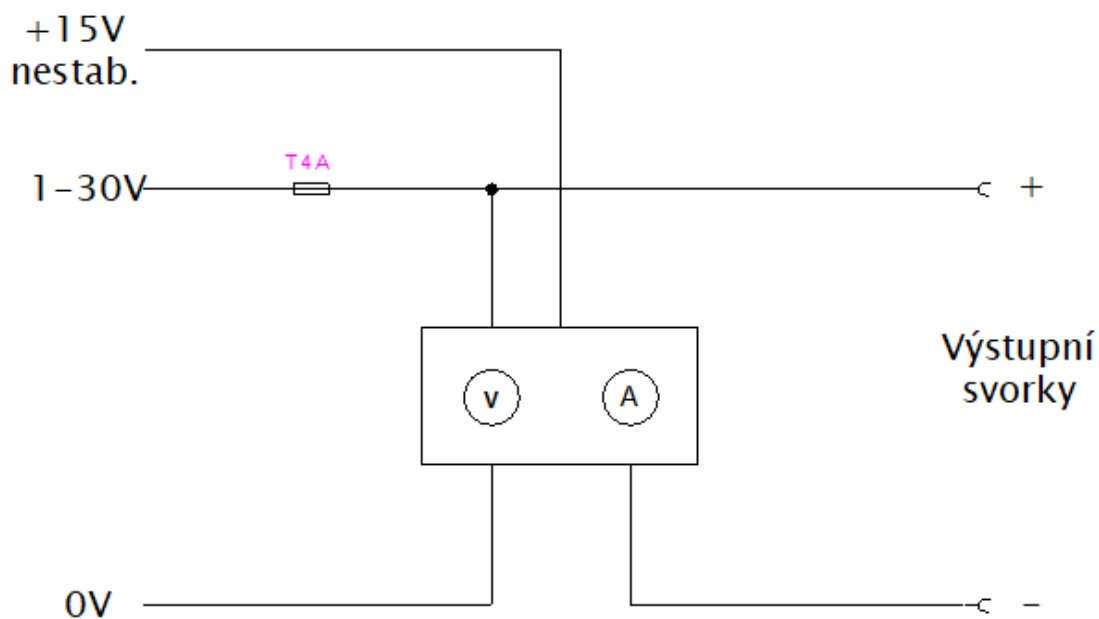 +15V
nestab.
T4A
1-30V
+
V
A
Výstupní
svorky
0V
-